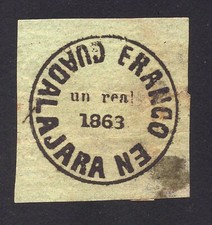 FRANCO EN GUADALAJARA
un real
1863